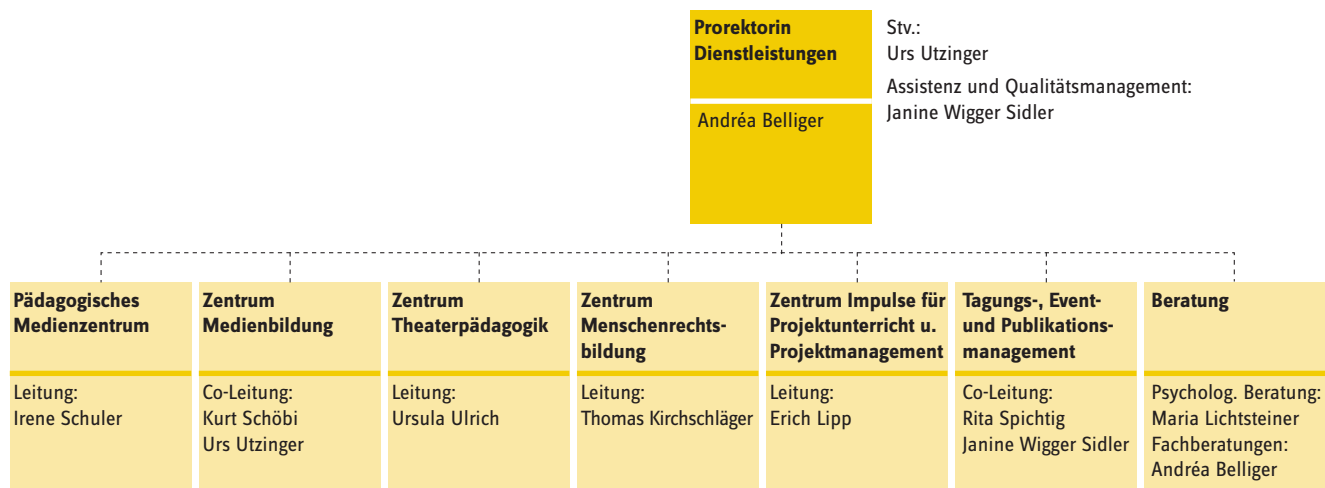 Prorektorin
Dienstleistungen
Andréa Belliger
Stv.:
Urs Utzinger
Assistenz und Qualitätsmanagement:
Janine Wigger Sidler
Pädagogisches
Medienzentrum
Leitung:
Irene Schuler
Zentrum
Medienbildung
Co-Leitung:
Kurt Schöbi
Urs Utzinger
Zentrum
Theaterpädagogik
Leitung:
Ursula Ulrich
Zentrum
Menschenrechts-
bildung
Leitung:
Thomas Kirchschläger
Zentrum Impulse für
Projektunterricht u.
Projektmanagement
Leitung:
Erich Lipp
Tagungs-, Event-
und Publikations-
management
Co-Leitung:
Rita Spichtig
Janine Wigger Sidler
Beratung
Psycholog. Beratung:
Maria Lichtsteiner
Fachberatungen:
Andréa Belliger